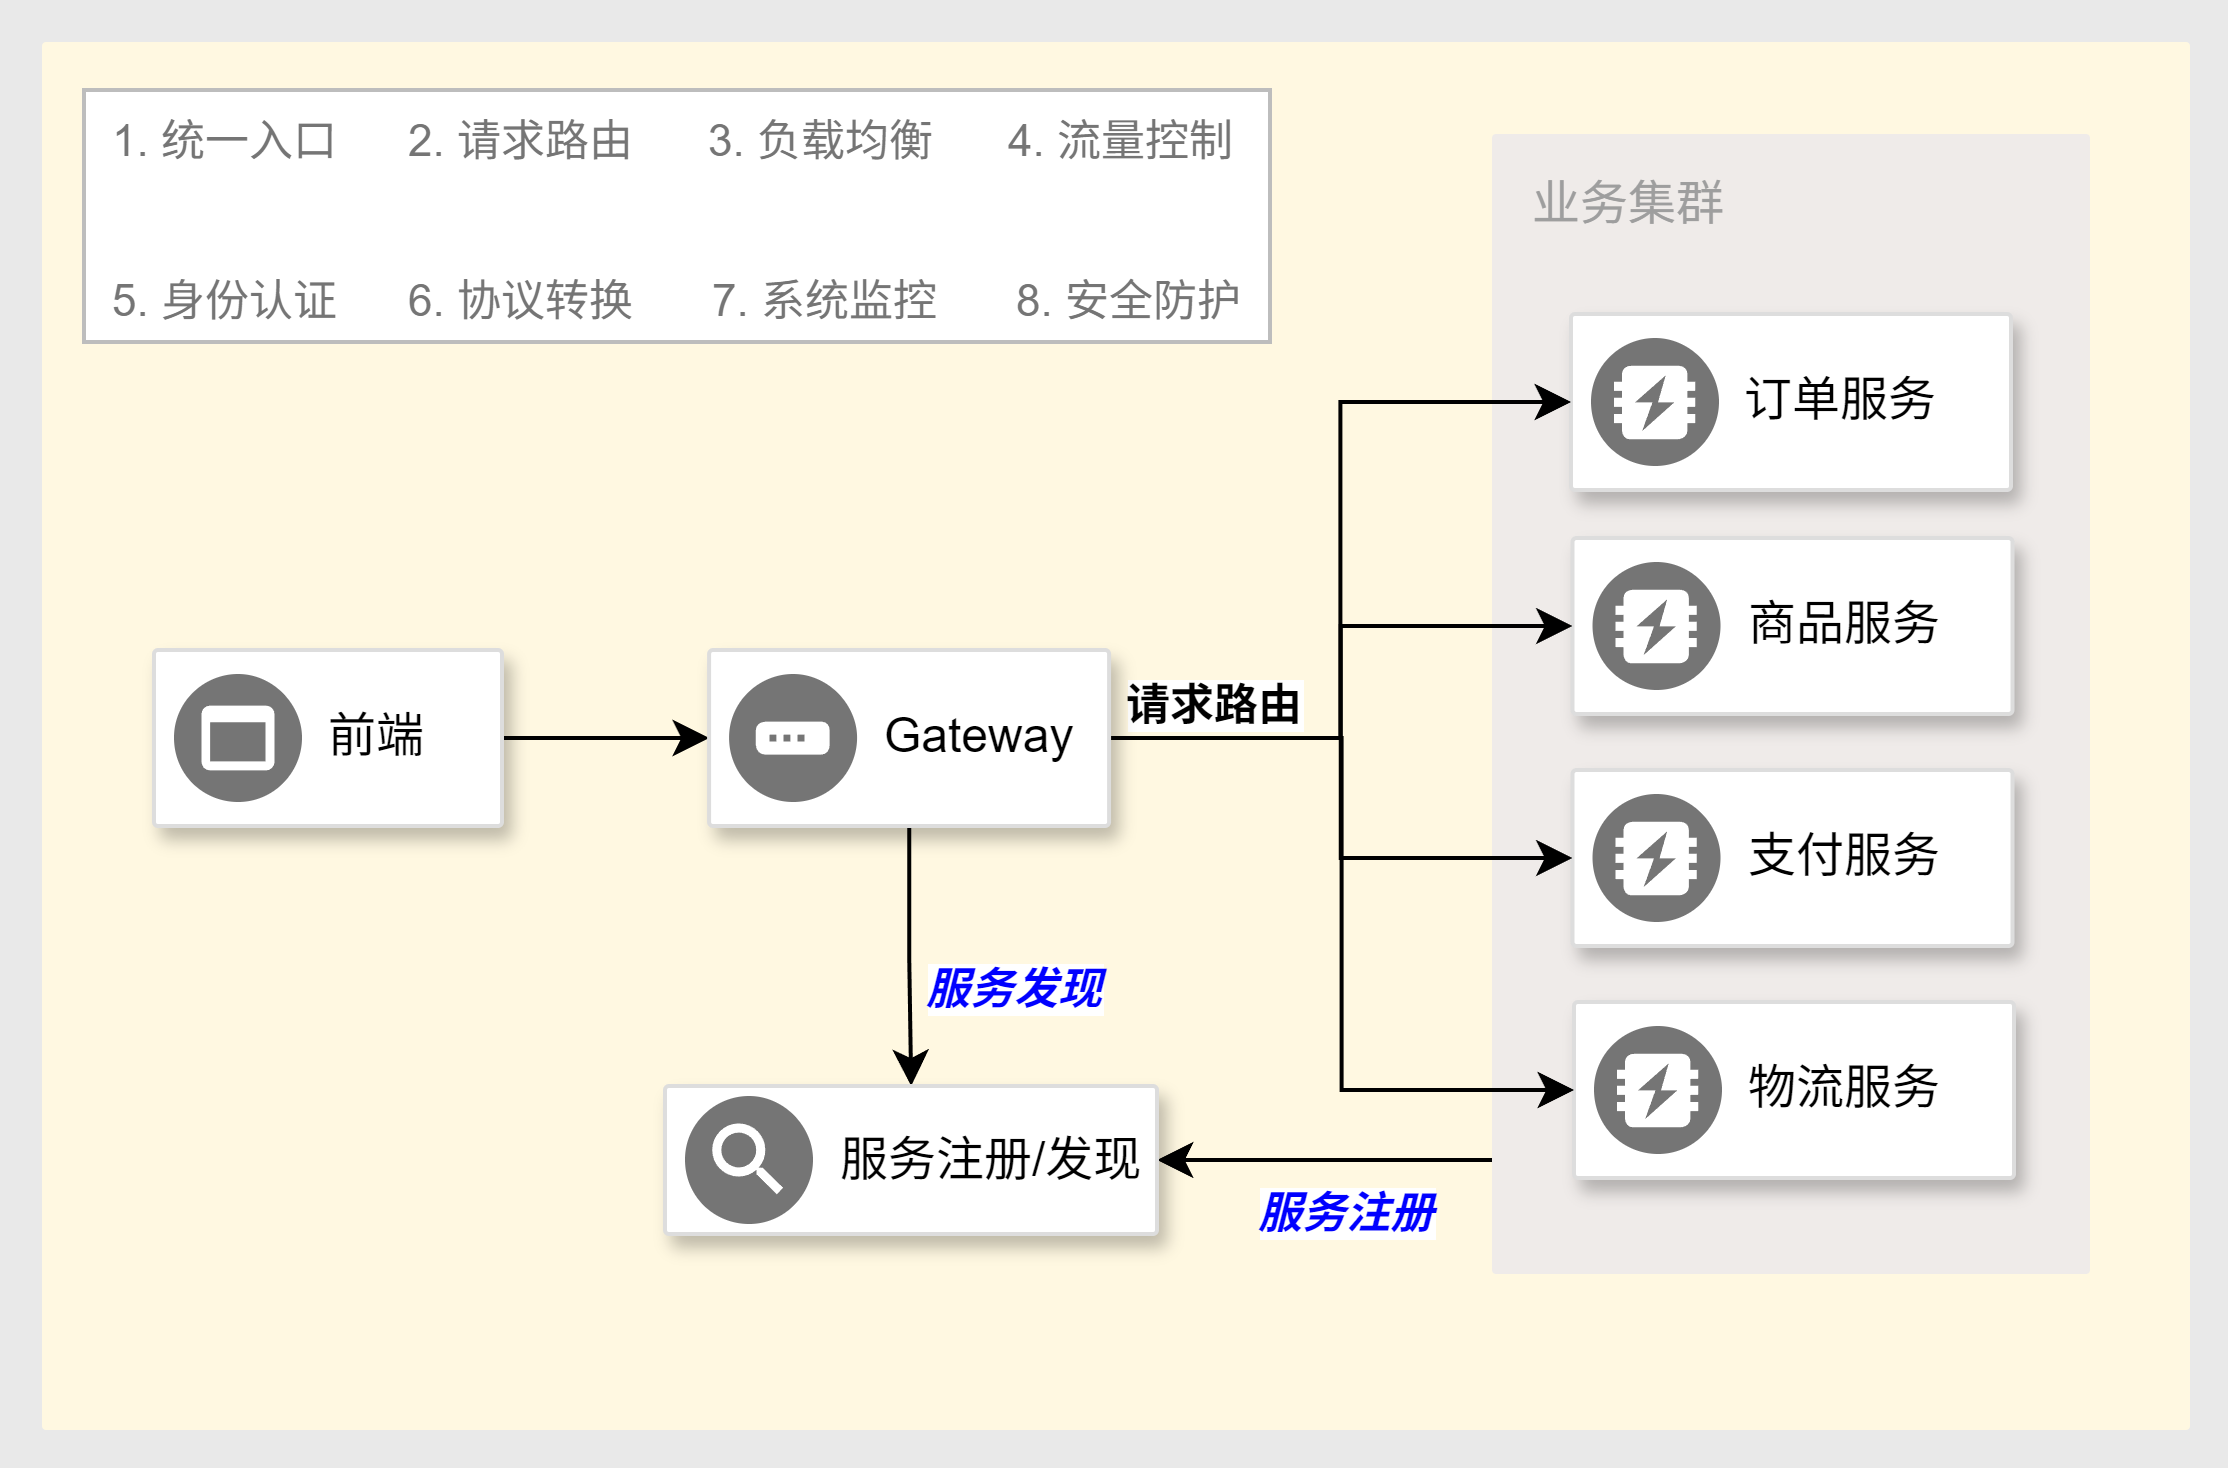 1. 统一入口 2. 请求路由 3. 负载均衡 4. 流量控制
5. 身份认证 6. 协议转换 7. 系统监控 8. 安全防护
业务集群
订单服务
商品服务
请求路由
前端
Gateway
支付服务
服务发现
物流服务
服务注册/发现
服务注册